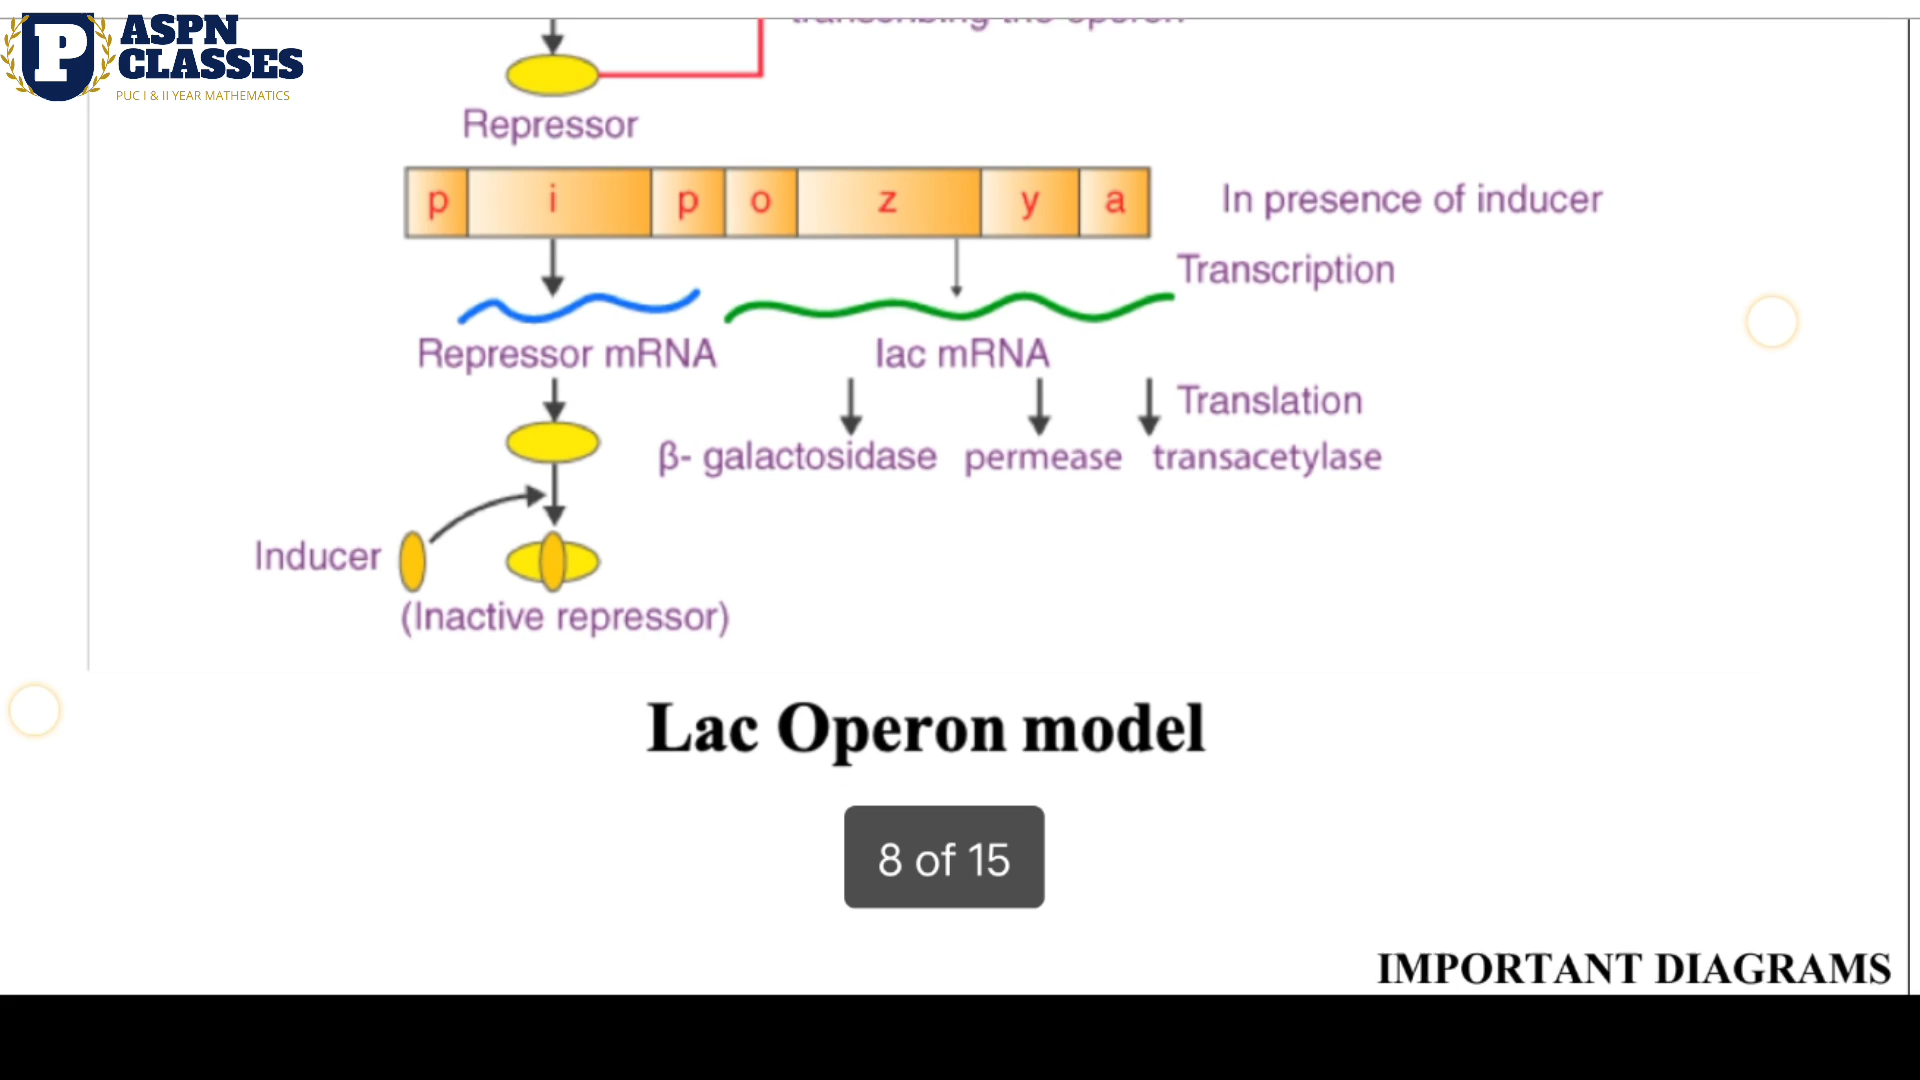 ASPN
CLASSES
PUC I & II YEAR MATHEMATICS
P
transcribing the operon
Repressor
p i p o z y a
In presence of inducer
Transcription
Repressor mRNA
lac mRNA
Translation
β- galactosidase permease transacetylase
Inducer
(Inactive repressor)
Lac Operon model
8 of 15
IMPORTANT DIAGRAMS